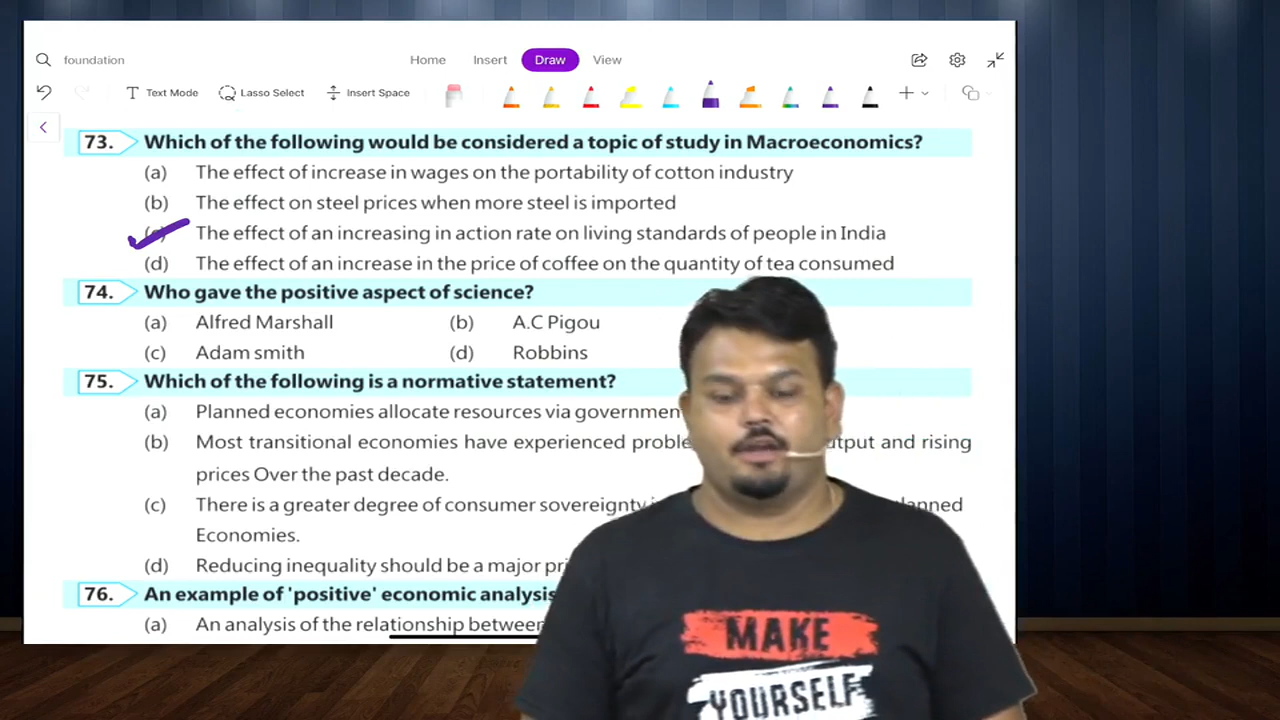 foundation
Home Insert Draw View
Text Mode Lasso Select Insert Space
73. Which of the following would be considered a topic of study in Macroeconomics?
(a) The effect of increase in wages on the portability of cotton industry
(b) The effect on steel prices when more steel is imported
(c) The effect of an increasing in action rate on living standards of people in India
(d) The effect of an increase in the price of coffee on the quantity of tea consumed
74. Who gave the positive aspect of science?
(a) Alfred Marshall (b) A.C Pigou
(c) Adam smith (d) Robbins
75. Which of the following is a normative statement?
(a) Planned economies allocate resources via
(b) Most transitional economies have experienced and rising
prices Over the past decade.
(c) There is a greater degree of consumer sovereignty
Economies.
(d) Reducing inequality should be a major
76. An example of 'positive' economic analysis
(a) An analysis of the relationship between
MAKE
YOURSELF